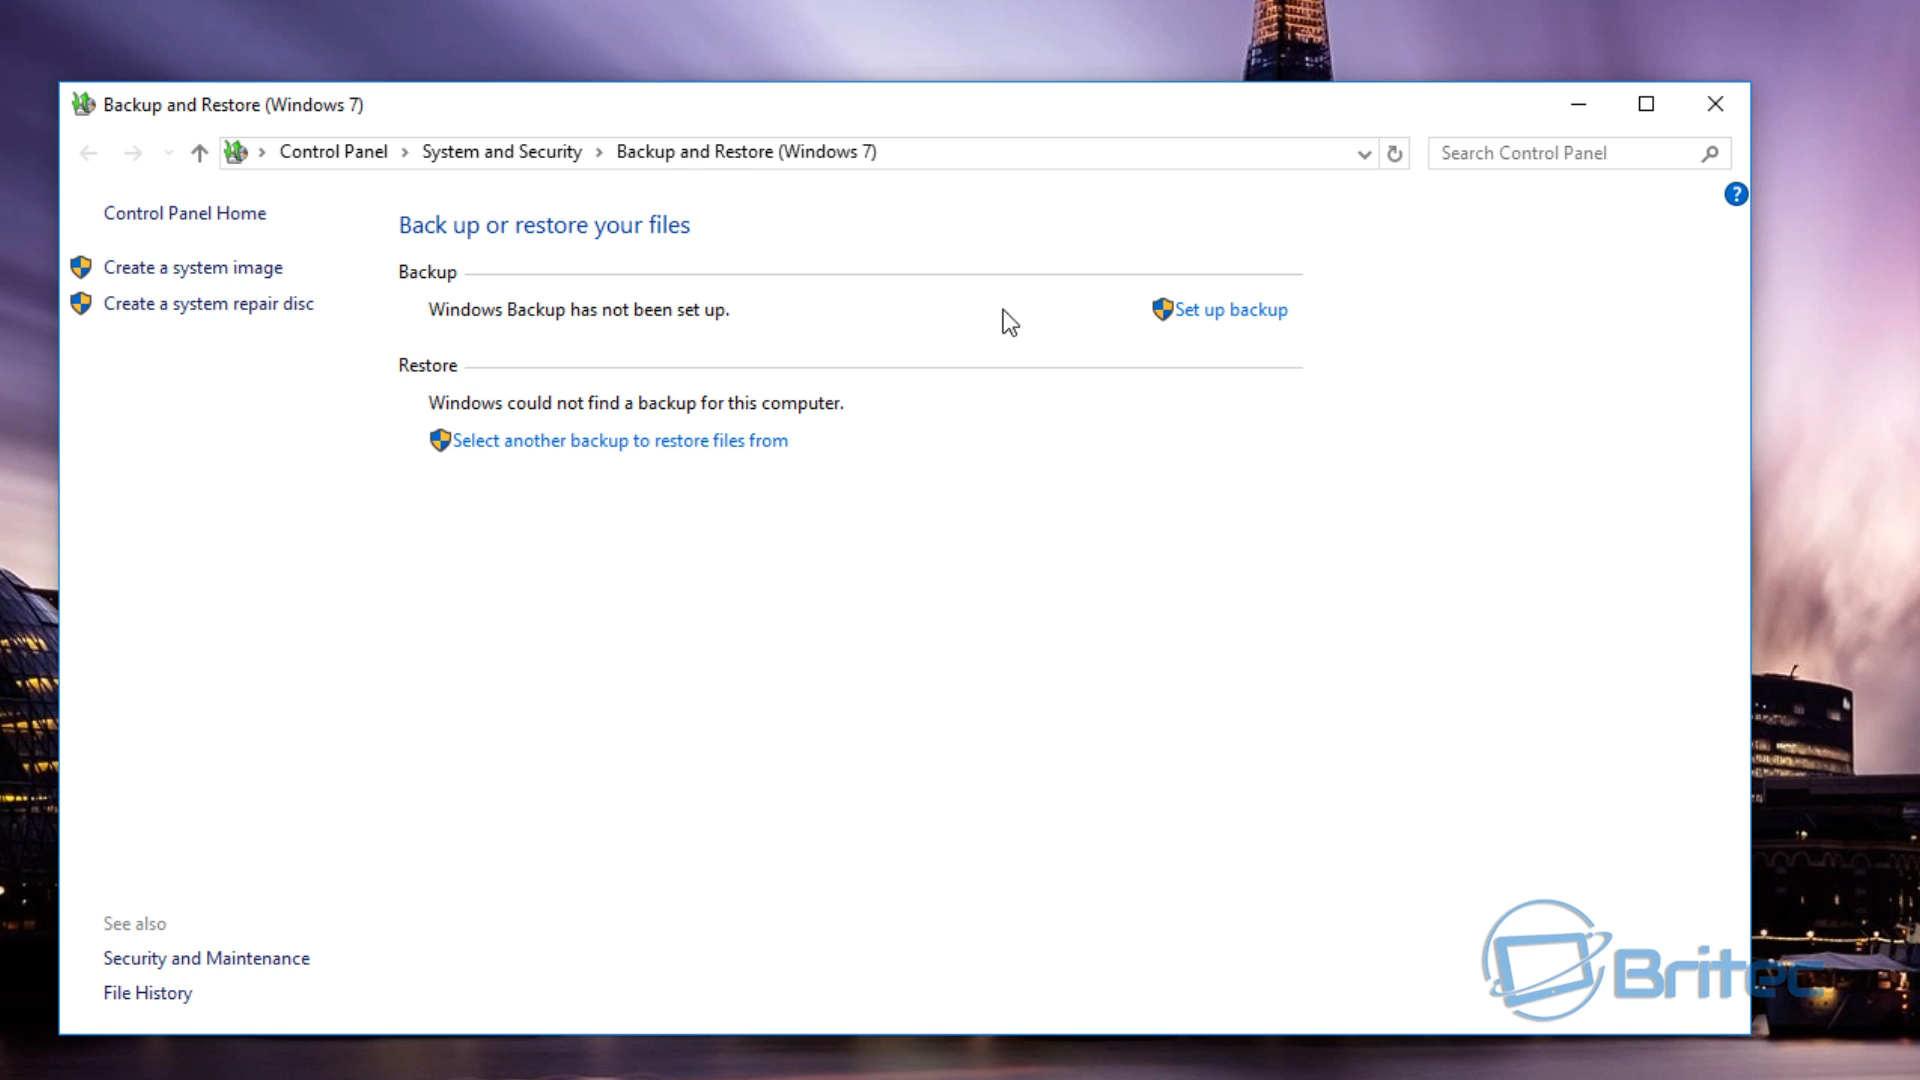 Backup and Restore (Windows 7)
Control Panel > System and Security > Backup and Restore (Windows 7)
Search Control Panel
?
Control Panel Home
Create a system image
Create a system repair disc
Back up or restore your files
Backup
Windows Backup has not been set up.
Set up backup
Restore
Windows could not find a backup for this computer.
Select another backup to restore files from
See also
Security and Maintenance
File History
Britec